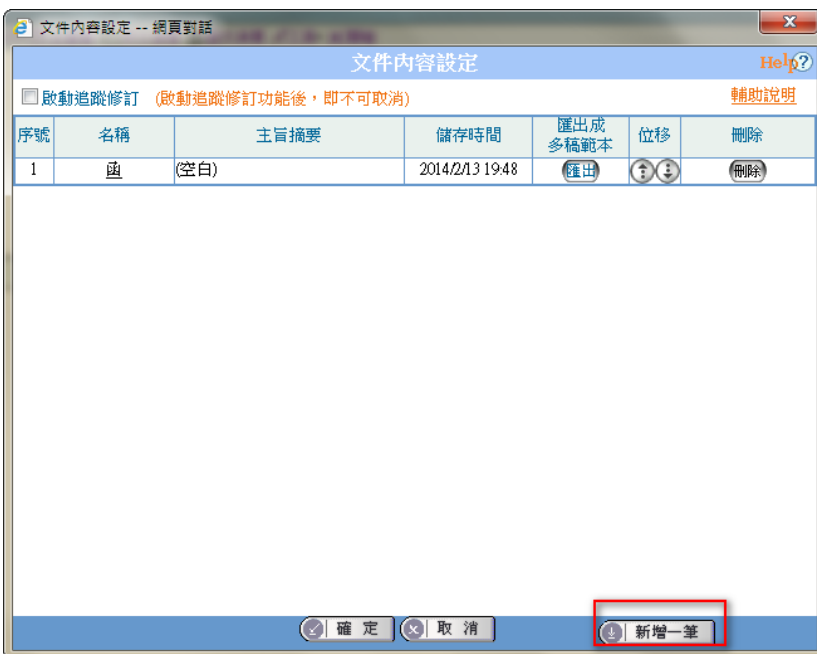 文件內容設定 -- 網頁對話
文件內容設定
Help?
啟動追蹤修訂 (啟動追蹤修訂功能後，即不可取消)
輔助說明
序號 名稱 主旨摘要 儲存時間 匯出成多稿範本 位移 刪除
1 函 (空白) 2014/2/13 19:48 匯出 刪除
確 定 取 消 新增一筆